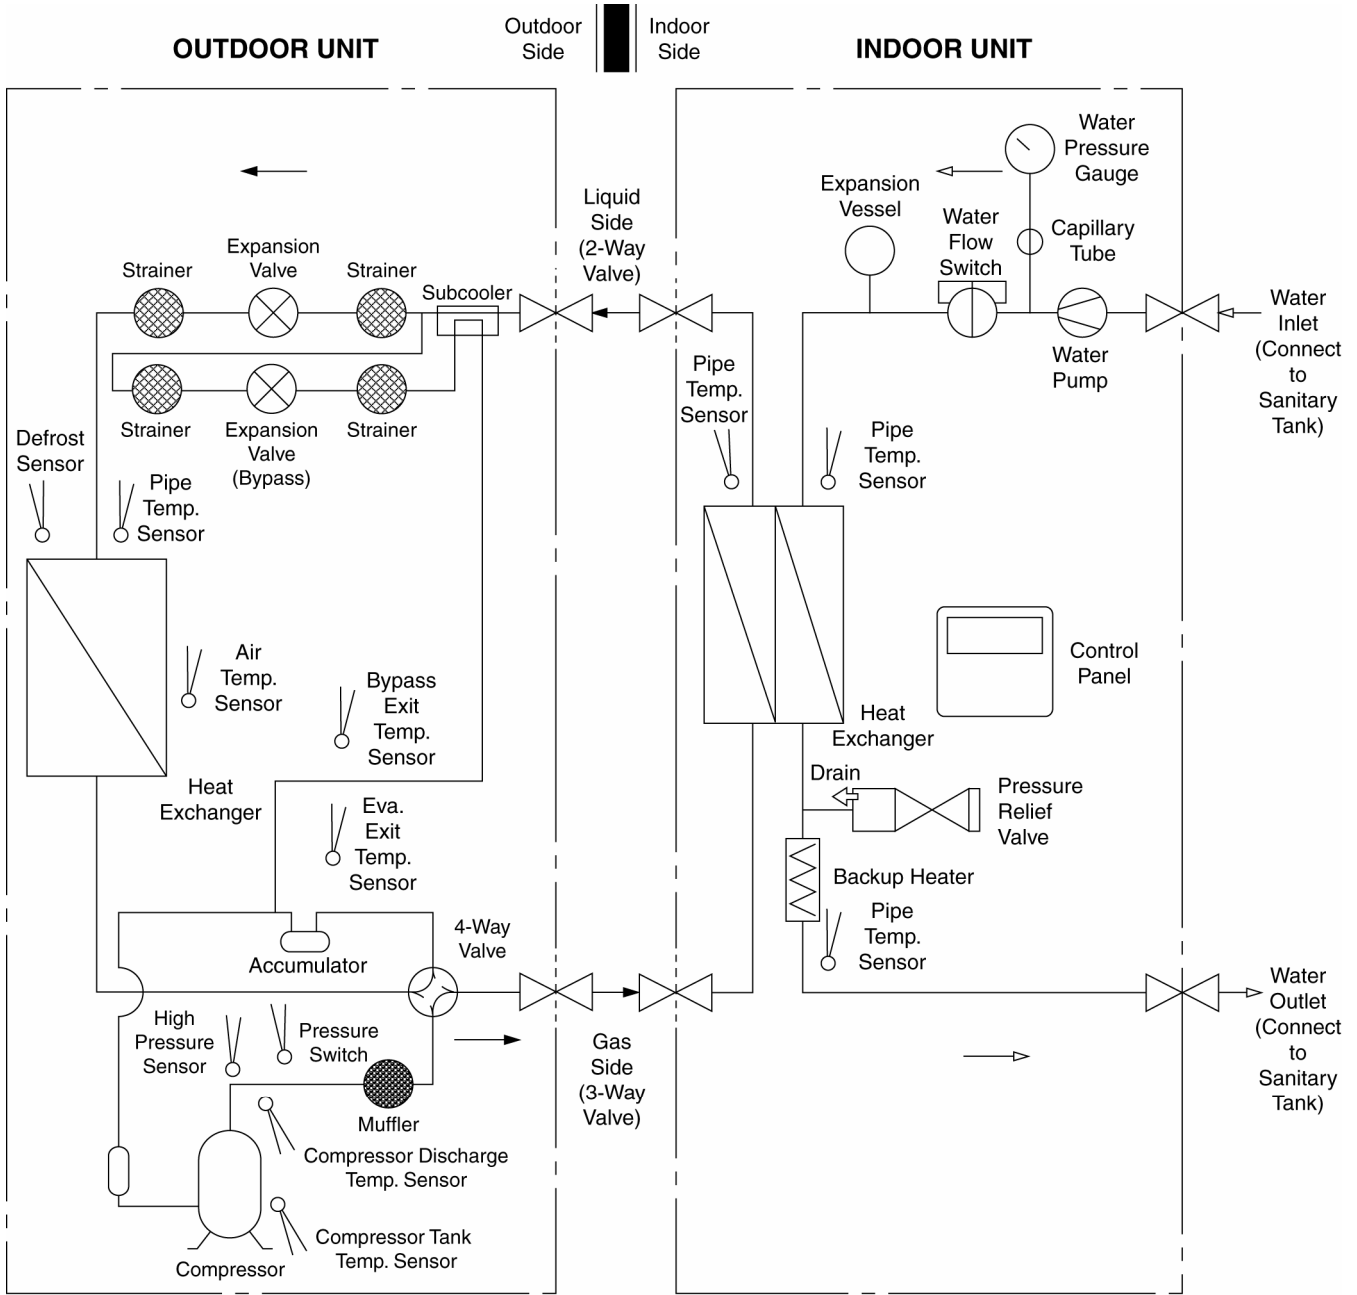 OUTDOOR UNIT
Outdoor
Side
Indoor
Side
INDOOR UNIT
Water
Pressure
Gauge
Expansion
Vessel
Liquid
Side
(2-Way
Valve)
Water
Flow
Switch
Capillary
Tube
Strainer
Expansion
Valve
Strainer
Subcooler
Water
Inlet
(Connect
to
Sanitary
Tank)
Water
Pump
Pipe
Temp.
Sensor
Strainer
Expansion
Valve
(Bypass)
Strainer
Defrost
Sensor
Pipe
Temp.
Sensor
Pipe
Temp.
Sensor
Air
Temp.
Sensor
Bypass
Exit
Temp.
Sensor
Control
Panel
Heat
Exchanger
Heat
Exchanger
Drain
Pressure
Relief
Valve
Eva.
Exit
Temp.
Sensor
Backup Heater
Pipe
Temp.
Sensor
4-Way
Valve
Accumulator
Water
Outlet
(Connect
to
Sanitary
Tank)
High
Pressure
Sensor
Pressure
Switch
Gas
Side
(3-Way
Valve)
Muffler
Compressor Discharge
Temp. Sensor
Compressor Tank
Temp. Sensor
Compressor